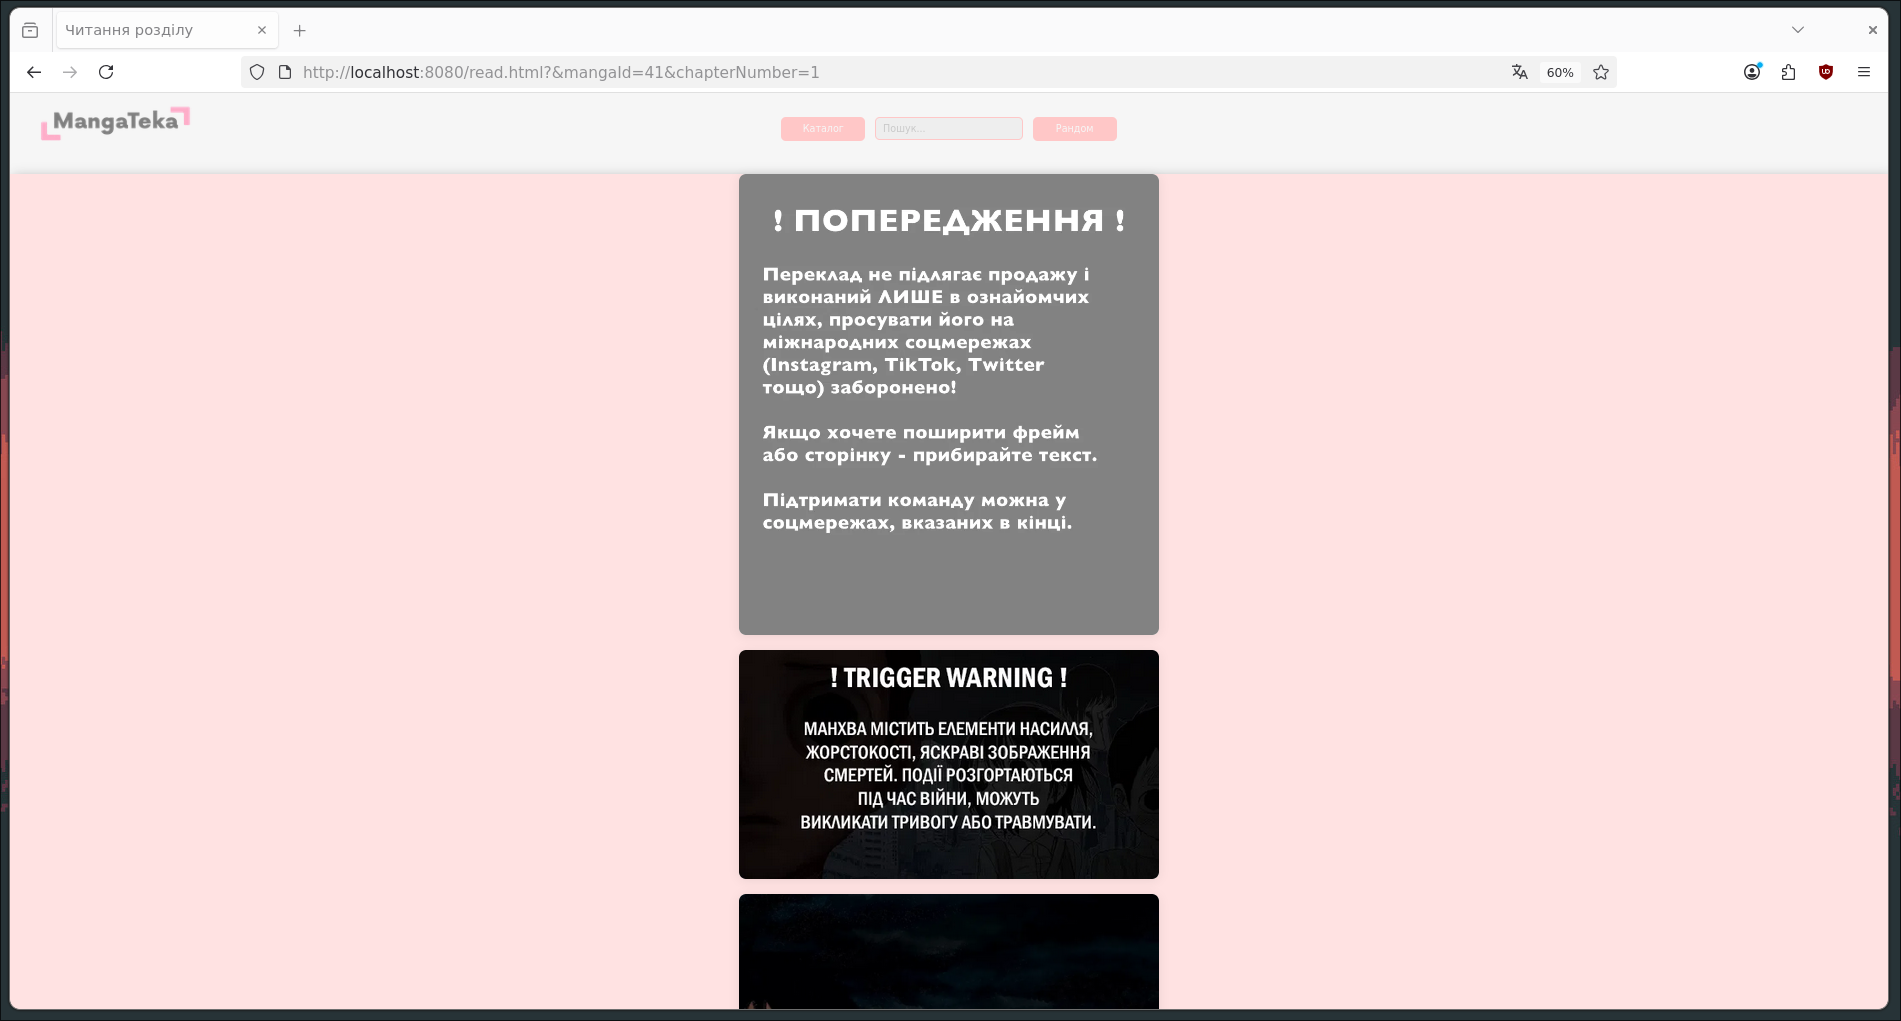 Читання розділу
http://localhost:8080/read.html?&mangaId=41&chapterNumber=1
60%
MangaTeka
Каталог
Пошук...
Рандом
! ПОПЕРЕДЖЕННЯ !
Переклад не підлягає продажу і
виконаний ЛИШЕ в ознайомчих
цілях, просувати його на
міжнародних соцмережах
(Instagram, TikTok, Twitter
тощо) заборонено!
Якщо хочете поширити фрейм
або сторінку - прибирайте текст.
Підтримати команду можна у
соцмережах, вказаних в кінці.
! TRIGGER WARNING !
МАНХВА МІСТИТЬ ЕЛЕМЕНТИ НАСИЛЛЯ,
ЖОРСТОКОСТІ, ЯСКРАВІ ЗОБРАЖЕННЯ
СМЕРТЕЙ. ПОДІЇ РОЗГОРТАЮТЬСЯ
ПІД ЧАС ВІЙНИ, МОЖУТЬ
ВИКЛИКАТИ ТРИВОГУ АБО ТРАВМУВАТИ.